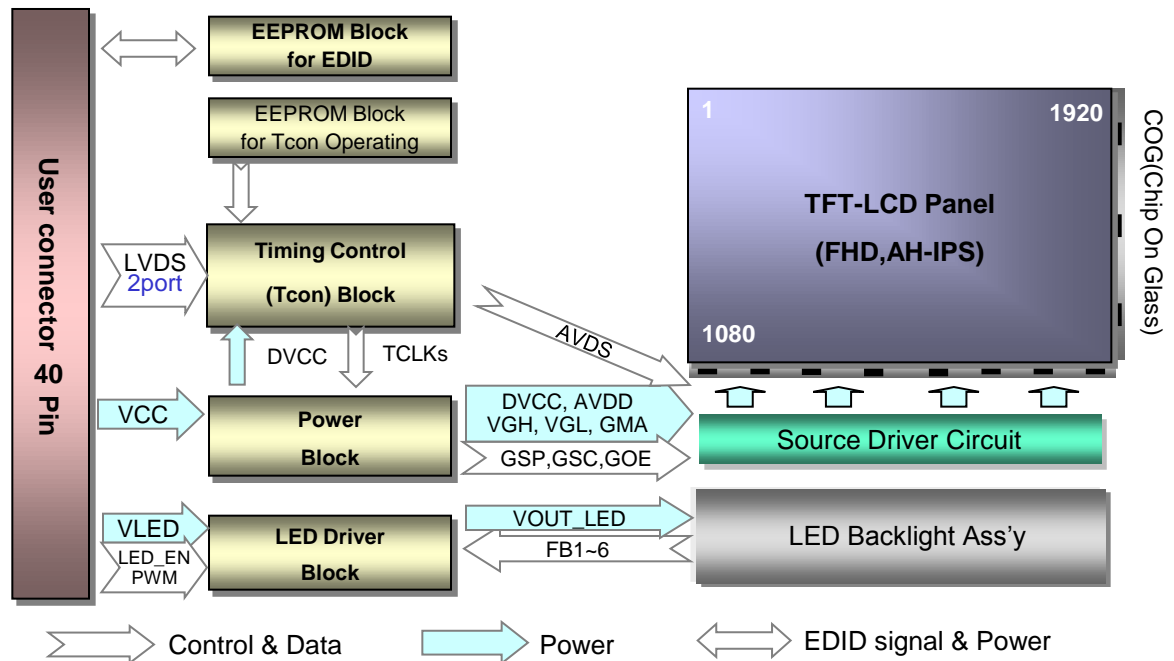 User connector 40 Pin
EEPROM Block
for EDID
EEPROM Block
for Tcon Operating
LVDS
2port
Timing Control
(Tcon) Block
DVCC
TCLKs
AVDS
VCC
Power
Block
DVCC, AVDD
VGH, VGL, GMA
GSP,GSC,GOE
VLED
LED_EN
PWM
LED Driver
Block
VOUT_LED
FB1~6
1
1920
TFT-LCD Panel
(FHD,AH-IPS)
1080
COG(Chip On Glass)
Source Driver Circuit
LED Backlight Ass'y
Control & Data
Power
EDID signal & Power